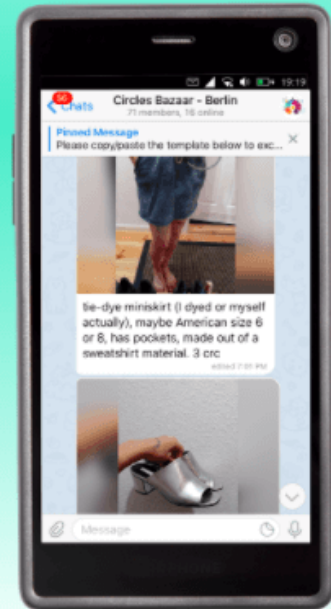 19:19
56
Chats
Circles Bazaar - Berlin
71 members, 16 online
Pinned Message
Please copy/paste the template below to exc...
tie-dye miniskirt (I dyed or myself
actually), maybe American size 6
or 8, has pockets, made out of a
sweatshirt material. 3 crc
edited 7:01 PM
Message